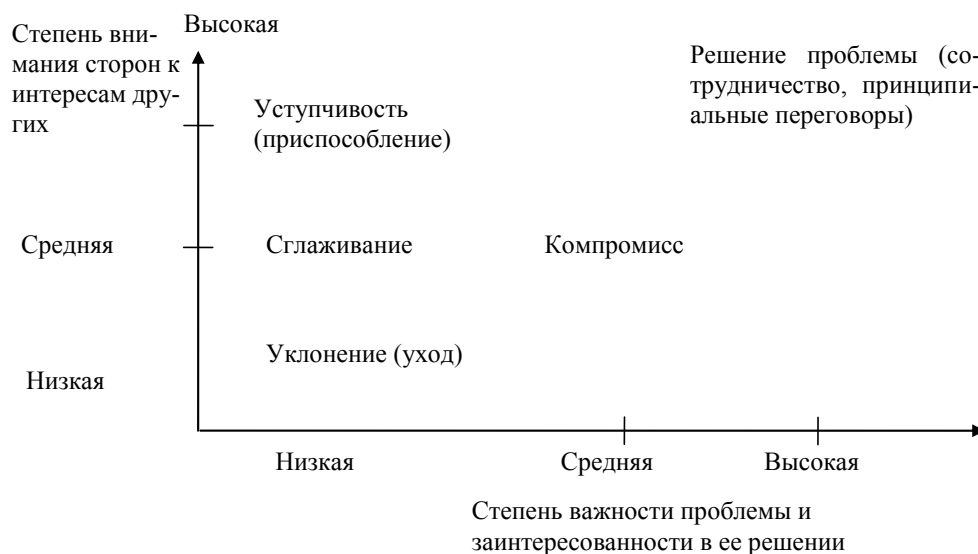 Степень вни-
мания сторон к
интересам дру-
гих
Высокая
Решение проблемы (со-
трудничество, принципи-
альные переговоры)
Уступчивость
(приспособление)
Средняя
Сглаживание
Компромисс
Уклонение (уход)
Низкая
Низкая
Средняя
Высокая
Степень важности проблемы и
заинтересованности в ее решении